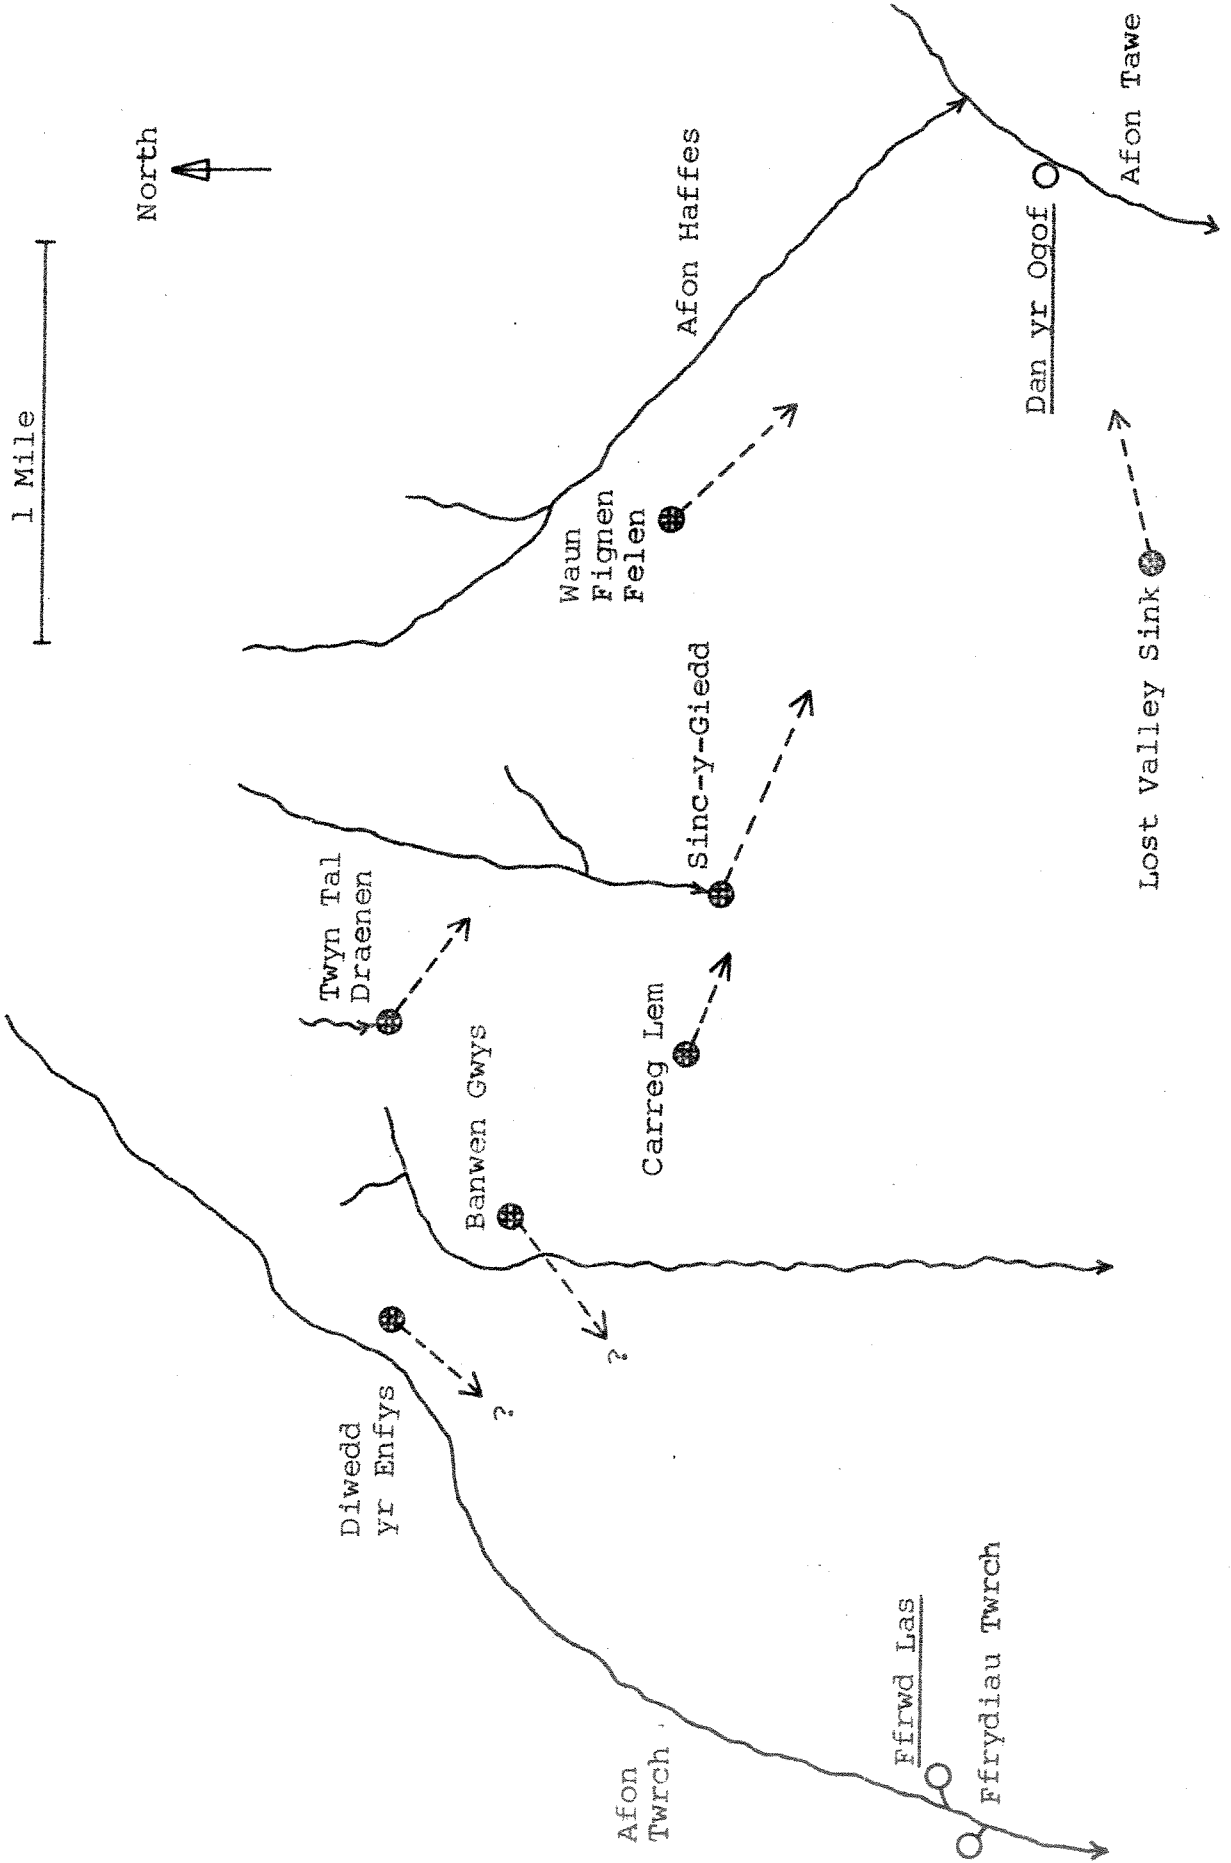 1 Mile
North
Afon Haffes
Afon Tawe
Dan yr Ogof
Waun
Fignen
Felen
Lost Valley Sink
Sinc-y-Giedd
Twyn Tal
Draenen
Carreg Lem
Banwen Gwys
?
Diwedd
yr Enfys
?
Afon
Twrch
Ffrwd Las
Ffrydiau Twrch